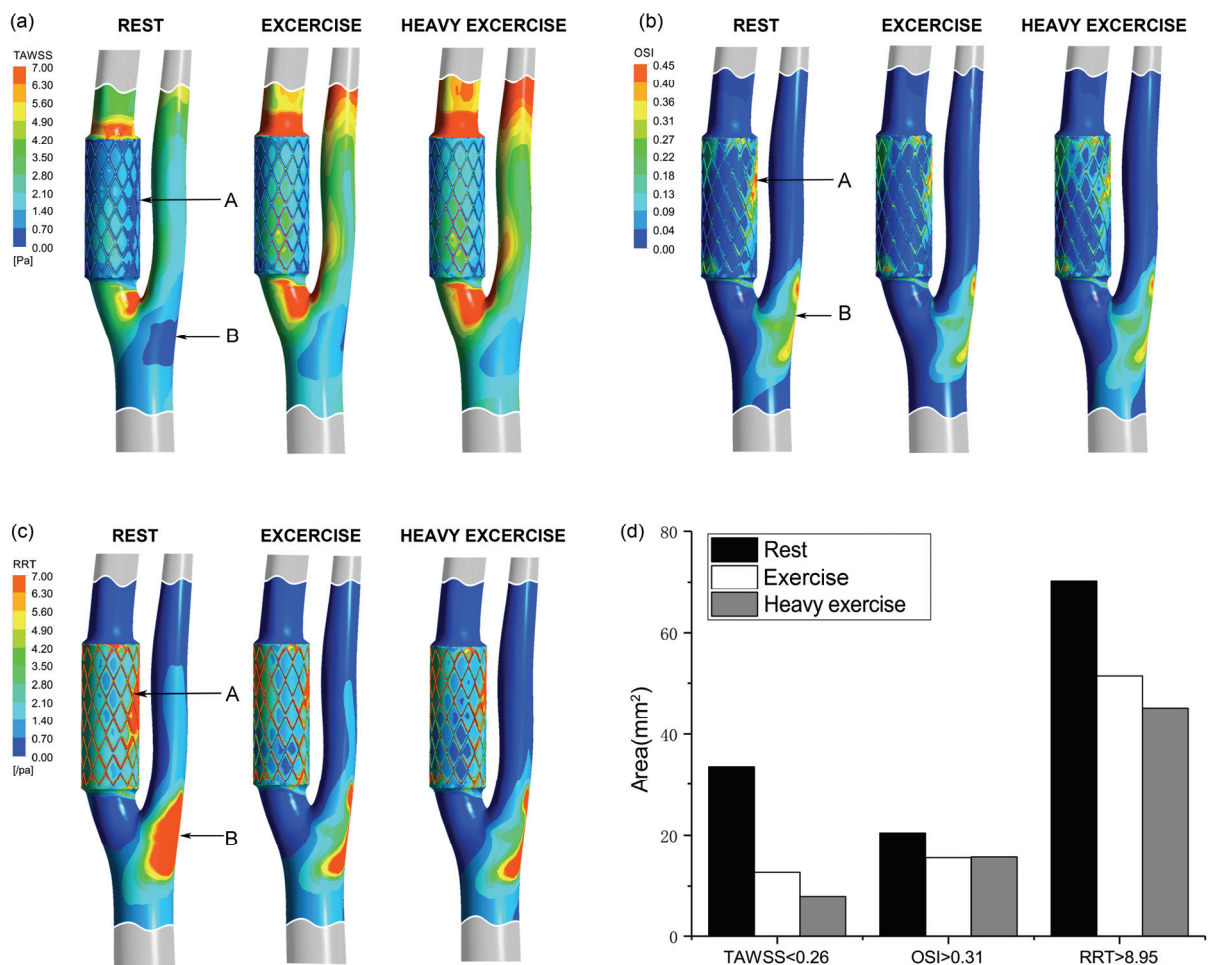 (a)
REST
EXCERCISE
HEAVY EXCERCISE
TAWSS
7.00
6.30
5.60
4.90
4.20
3.50
2.80
2.10
1.40
0.70
0.00
[Pa]
A
B
(b)
REST
EXCERCISE
HEAVY EXCERCISE
OSI
0.45
0.40
0.36
0.31
0.27
0.22
0.18
0.13
0.09
0.04
0.00
A
B
(c)
REST
EXCERCISE
HEAVY EXCERCISE
RRT
7.00
6.30
5.60
4.90
4.20
3.50
2.80
2.10
1.40
0.70
0.00
[/pa]
A
B
(d)
80
60
40
20
0
Area(mm²)
Rest
Exercise
Heavy exercise
TAWSS<0.26 OSI>0.31 RRT>8.95